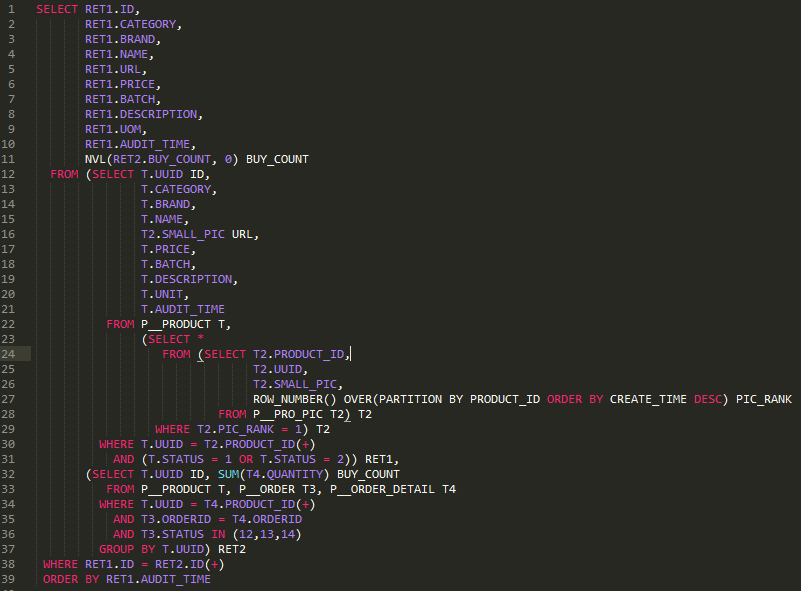 1 SELECT RET1.ID,
2 RET1.CATEGORY,
3 RET1.BRAND,
4 RET1.NAME,
5 RET1.URL,
6 RET1.PRICE,
7 RET1.BATCH,
8 RET1.DESCRIPTION,
9 RET1.UOM,
10 RET1.AUDIT_TIME,
11 NVL(RET2.BUY_COUNT, 0) BUY_COUNT
12 FROM (SELECT T.UUID ID,
13 T.CATEGORY,
14 T.BRAND,
15 T.NAME,
16 T2.SMALL_PIC URL,
17 T.PRICE,
18 T.BATCH,
19 T.DESCRIPTION,
20 T.UNIT,
21 T.AUDIT_TIME
22 FROM P__PRODUCT T,
23 (SELECT *
24 FROM (SELECT T2.PRODUCT_ID,
25 T2.UUID,
26 T2.SMALL_PIC,
27 ROW_NUMBER() OVER(PARTITION BY PRODUCT_ID ORDER BY CREATE_TIME DESC) PIC_RANK
28 FROM P__PRO_PIC T2) T2
29 WHERE T2.PIC_RANK = 1) T2
30 WHERE T.UUID = T2.PRODUCT_ID(+)
31 AND (T.STATUS = 1 OR T.STATUS = 2)) RET1,
32 (SELECT T.UUID ID, SUM(T4.QUANTITY) BUY_COUNT
33 FROM P__PRODUCT T, P__ORDER T3, P__ORDER_DETAIL T4
34 WHERE T.UUID = T4.PRODUCT_ID(+)
35 AND T3.ORDERID = T4.ORDERID
36 AND T3.STATUS IN (12,13,14)
37 GROUP BY T.UUID) RET2
38 WHERE RET1.ID = RET2.ID(+)
39 ORDER BY RET1.AUDIT_TIME